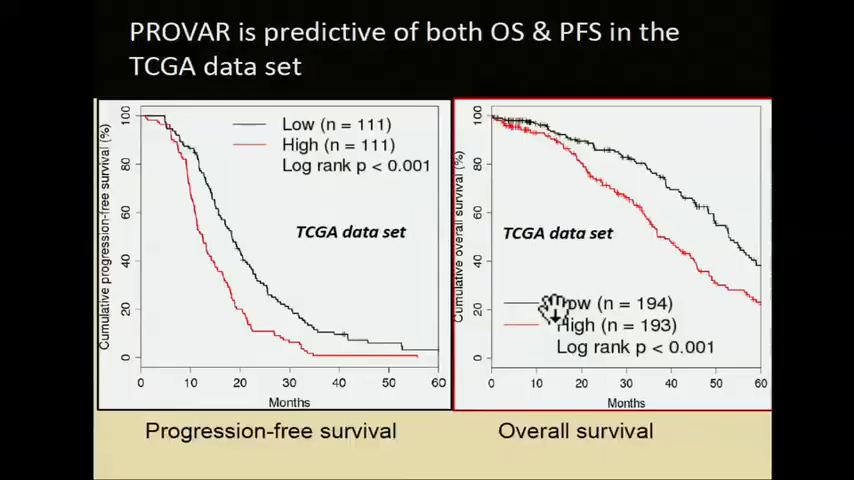 PROVAR is predictive of both OS & PFS in the
TCGA data set
Cumulative progression-free survival (%)
100
80
60
40
20
0
Low (n = 111)
High (n = 111)
Log rank p < 0.001
TCGA data set
0 10 20 30 40 50 60
Months
Progression-free survival
Cumulative overall survival (%)
100
80
60
40
20
0
TCGA data set
(n = 194)
High (n = 193)
Log rank p < 0.001
0 10 20 30 40 50 60
Months
Overall survival